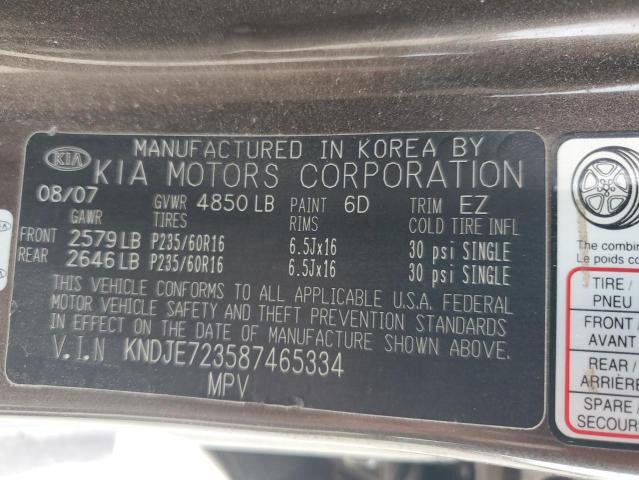 MANUFACTURED IN KOREA BY
KIA KIA MOTORS CORPORATION
08/07 GVWR 4850 LB PAINT 6D TRIM EZ
GAWR TIRES RIMS COLD TIRE INFL
FRONT 2579 LB P235/60R16 6.5Jx16 30 psi SINGLE
REAR 2646 LB P235/60R16 6.5Jx16 30 psi SINGLE
THIS VEHICLE CONFORMS TO ALL APPLICABLE U.S.A. FEDERAL
MOTOR VEHICLE SAFETY AND THEFT PREVENTION STANDARDS
IN EFFECT ON THE DATE OF MANUFACTURE SHOWN ABOVE.
V.I.N KNDJE723587465334
MPV
The combin
Le poids co
TIRE /
PNEU
FRONT /
AVANT
REAR /
ARRIÈRE
SPARE /
SECOURS